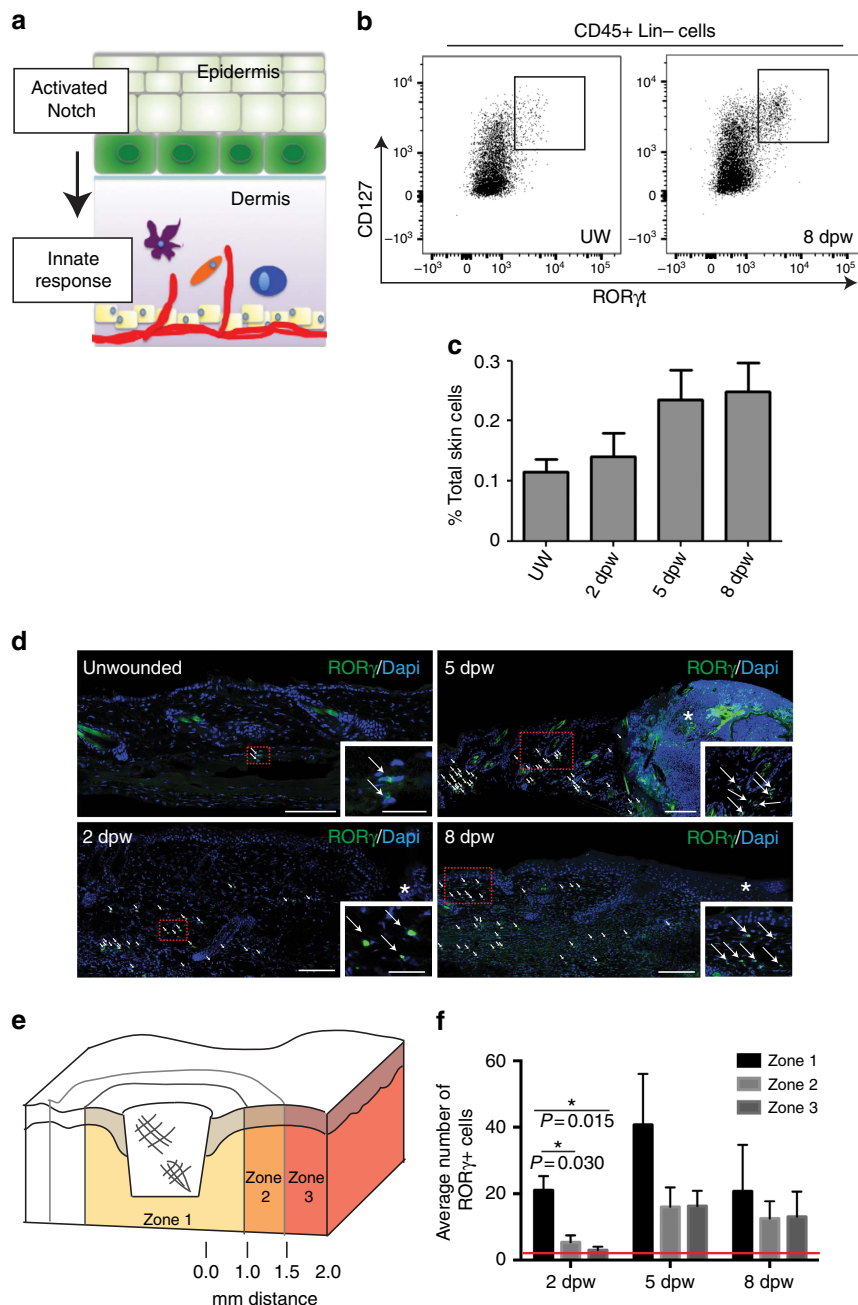 a
Activated
Notch
Innate
response
Epidermis
Dermis
b
CD45+ Lin– cells
10⁴
10³
0
−10³
CD127
−10³
0
10³
10⁴
10⁵
UW
10⁴
10³
0
−10³
−10³
0
10³
10⁴
10⁵
8 dpw
RORγt
c
% Total skin cells
0.3
0.2
0.1
0
UW
2 dpw
5 dpw
8 dpw
d
Unwounded
RORγ/Dapi
5 dpw
RORγ/Dapi
*
2 dpw
RORγ/Dapi
*
8 dpw
RORγ/Dapi
*
e
Zone 1
Zone
2
Zone
3
0.0
1.0
1.5
2.0
mm distance
f
Average number of
RORγ+ cells
60
40
20
0
*
P = 0.015
*
P = 0.030
Zone 1
Zone 2
Zone 3
2 dpw
5 dpw
8 dpw